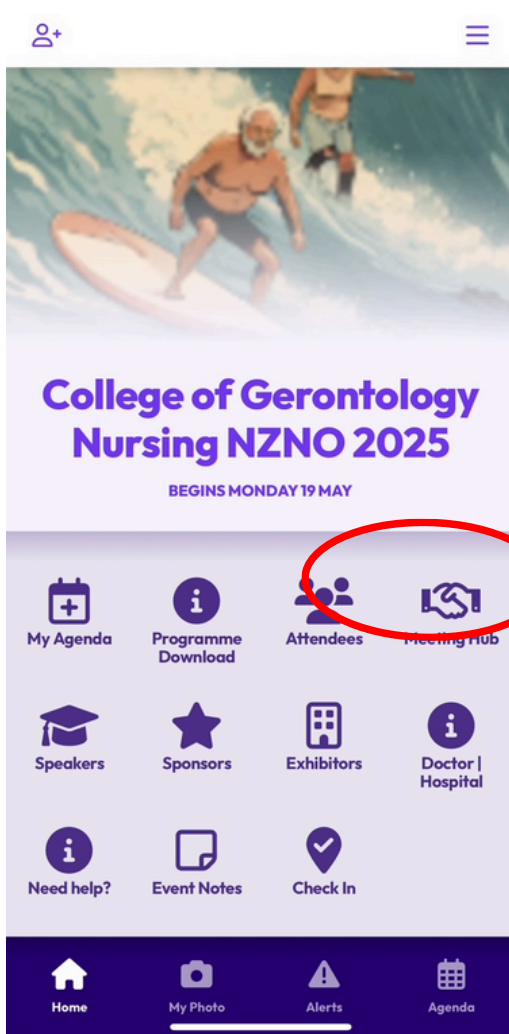 College of Gerontology
Nursing NZNO 2025
BEGINS MONDAY 19 MAY
My Agenda
Programme
Download
Attendees
Meeting Hub
Speakers
Sponsors
Exhibitors
Doctor |
Hospital
Need help?
Event Notes
Check In
Home
My Photo
Alerts
Agenda